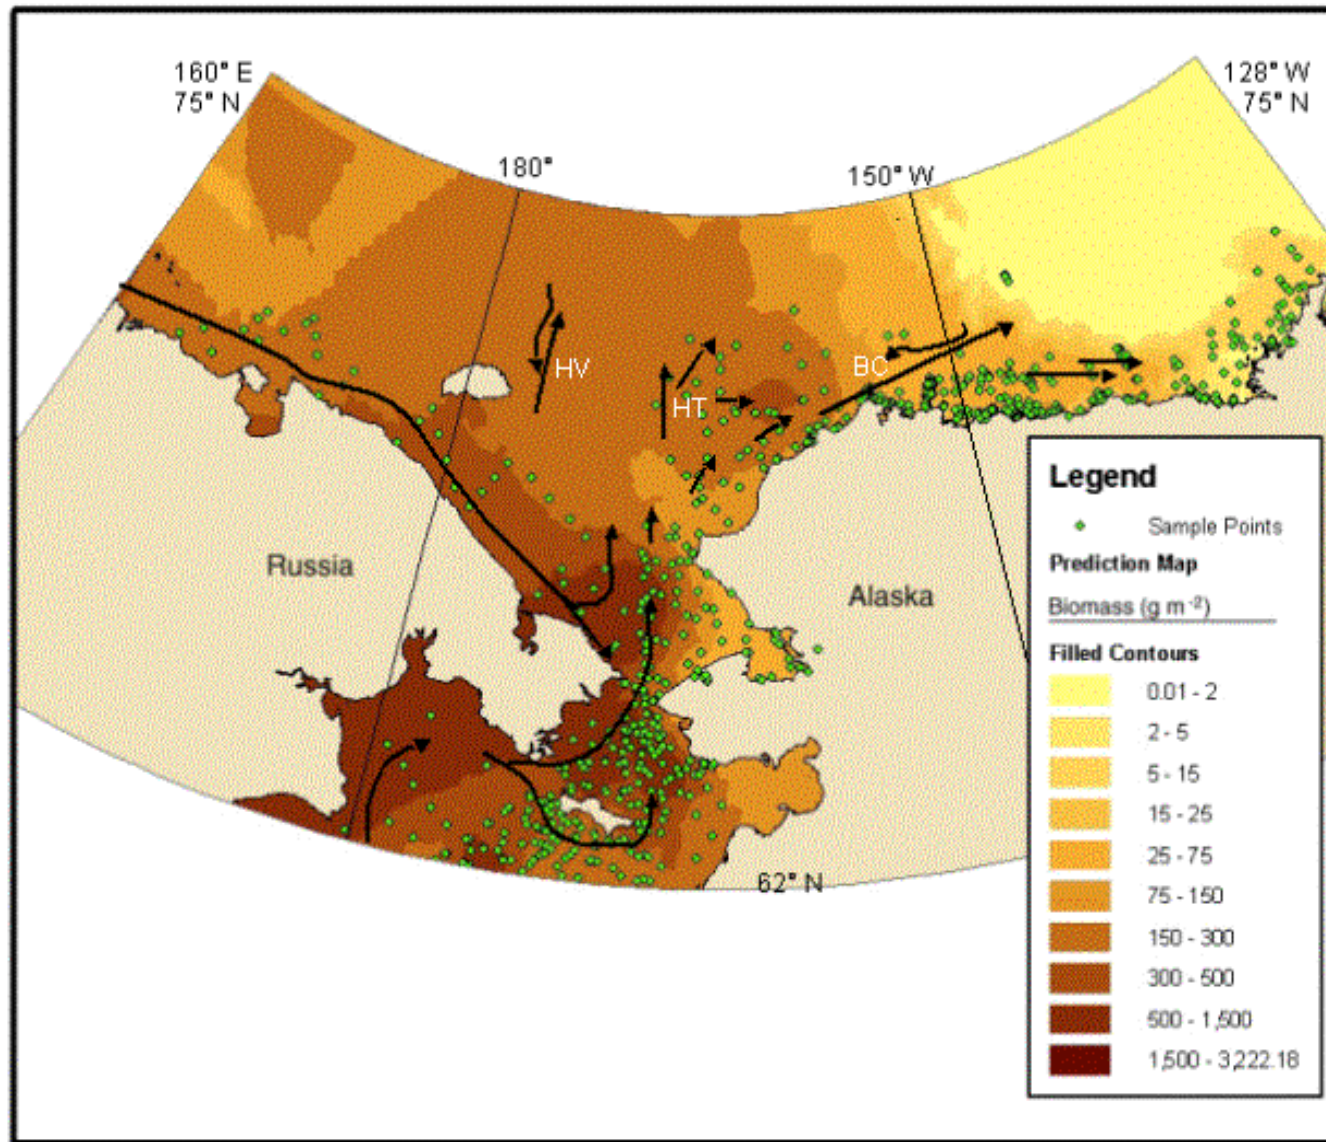 160° E
75° N
128° W
75° N
180°
150° W
HV
BC
HT
Russia
Alaska
62° N
Legend
Sample Points
Prediction Map
Biomass (g m⁻²)
Filled Contours
0.01 - 2
2 - 5
5 - 15
15 - 25
25 - 75
75 - 150
150 - 300
300 - 500
500 - 1,500
1,500 - 3,222.18